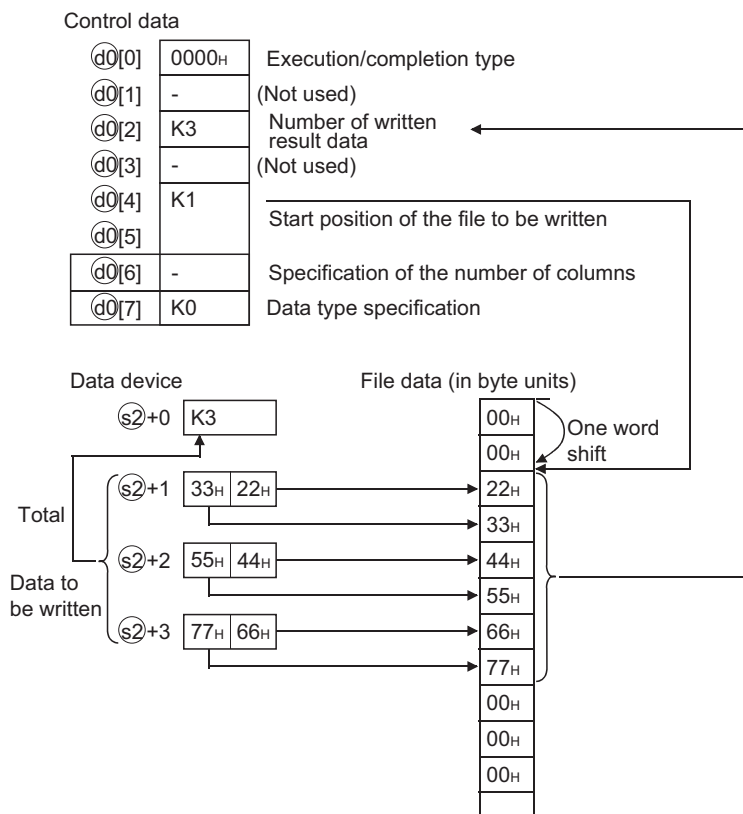 Control data
d0[0] 0000H Execution/completion type
d0[1] - (Not used)
d0[2] K3 Number of written
result data
d0[3] - (Not used)
d0[4] K1
Start position of the file to be written
d0[5]
d0[6] - Specification of the number of columns
d0[7] K0 Data type specification
Data device File data (in byte units)
s2+0 K3 00H
One word
00H shift
s2+1 33H 22H 22H
Total 33H
s2+2 55H 44H 44H
Data to 55H
be written
s2+3 77H 66H 66H
77H
00H
00H
00H